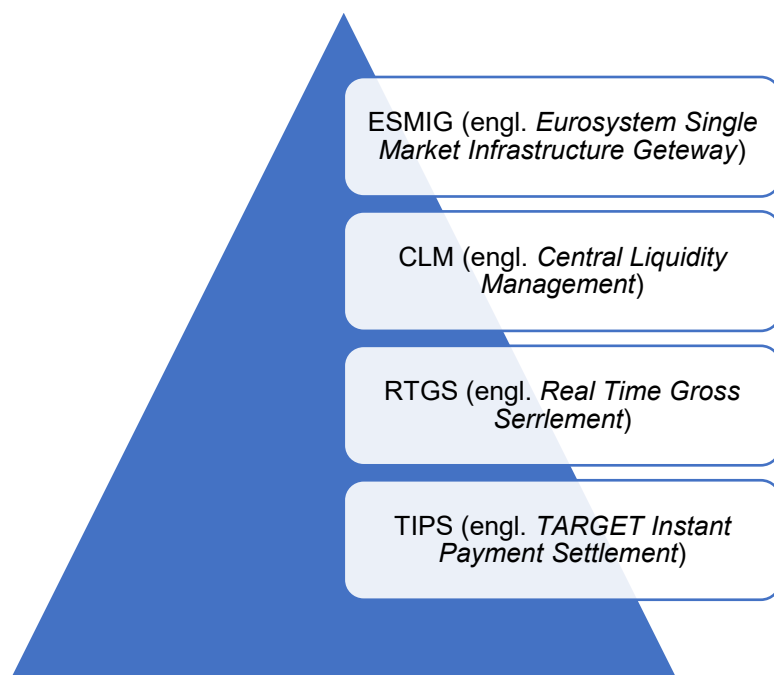 ESMIG (engl. Eurosystem Single
Market Infrastructure Geteway)
CLM (engl. Central Liquidity
Management)
RTGS (engl. Real Time Gross
Serrlement)
TIPS (engl. TARGET Instant
Payment Settlement)